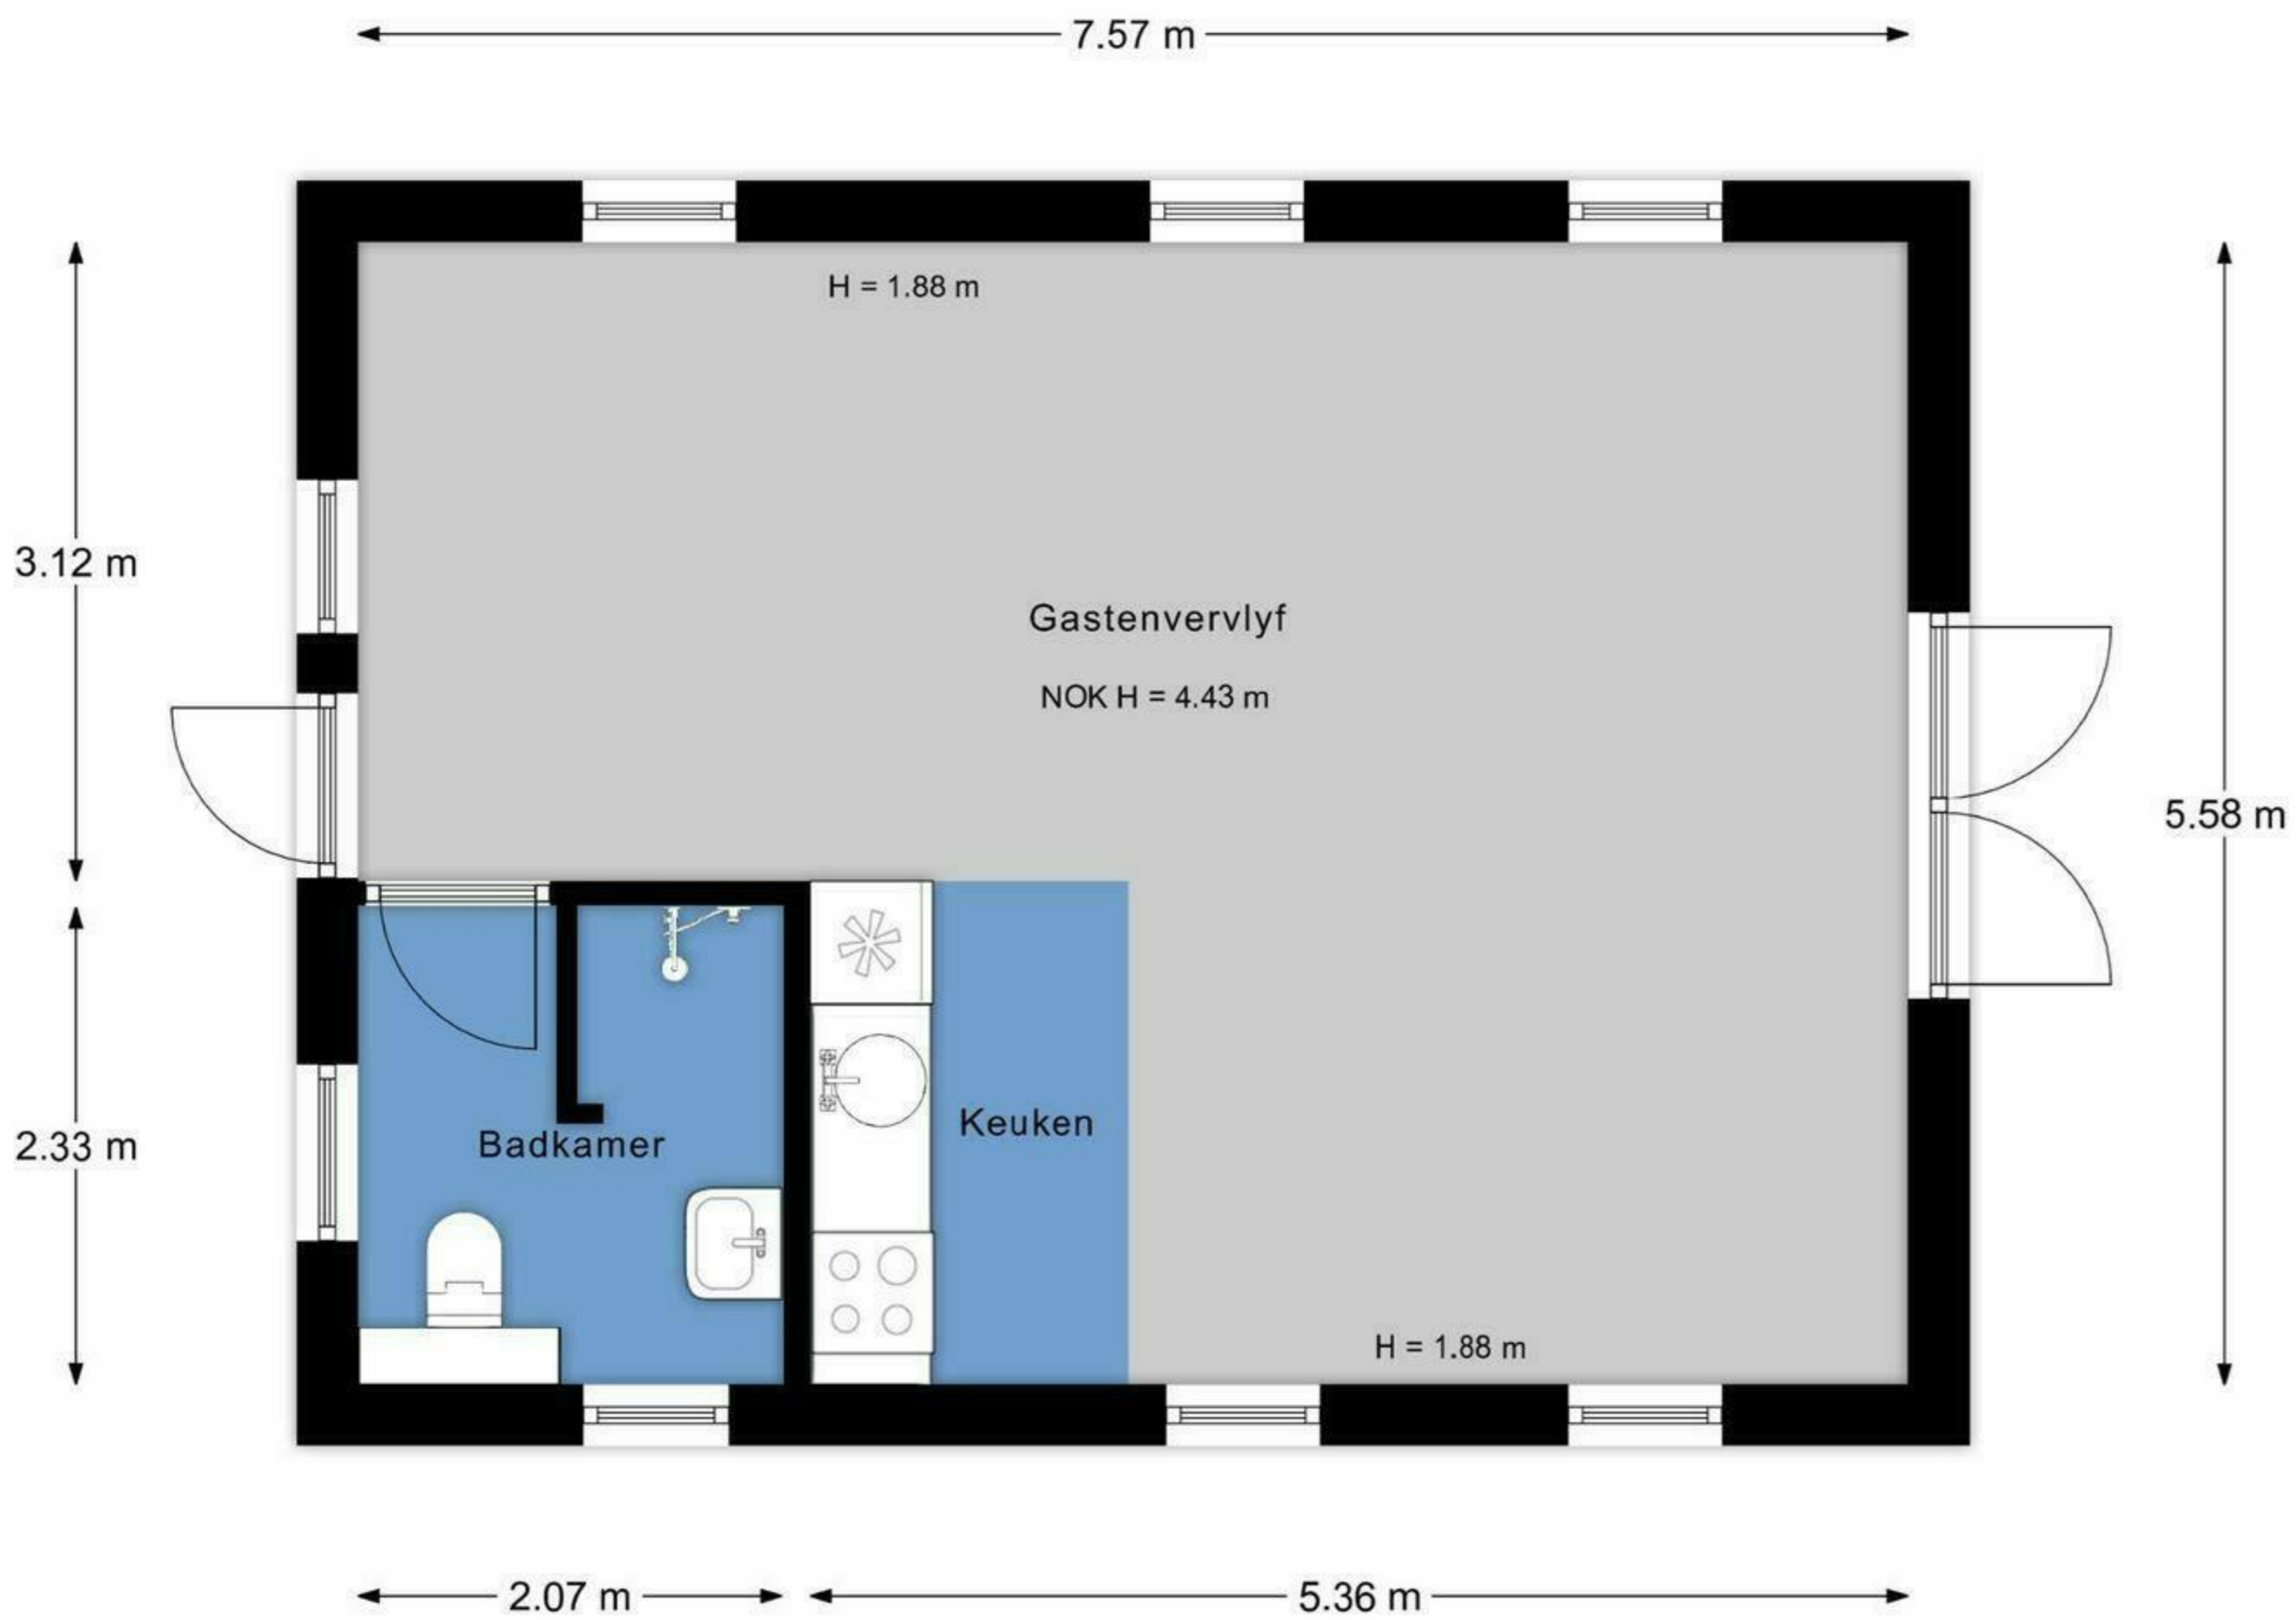 7.57 m
H = 1.88 m
3.12 m
Gastenvervlyf
NOK H = 4.43 m
5.58 m
Keuken
Badkamer
2.33 m
H = 1.88 m
2.07 m
5.36 m